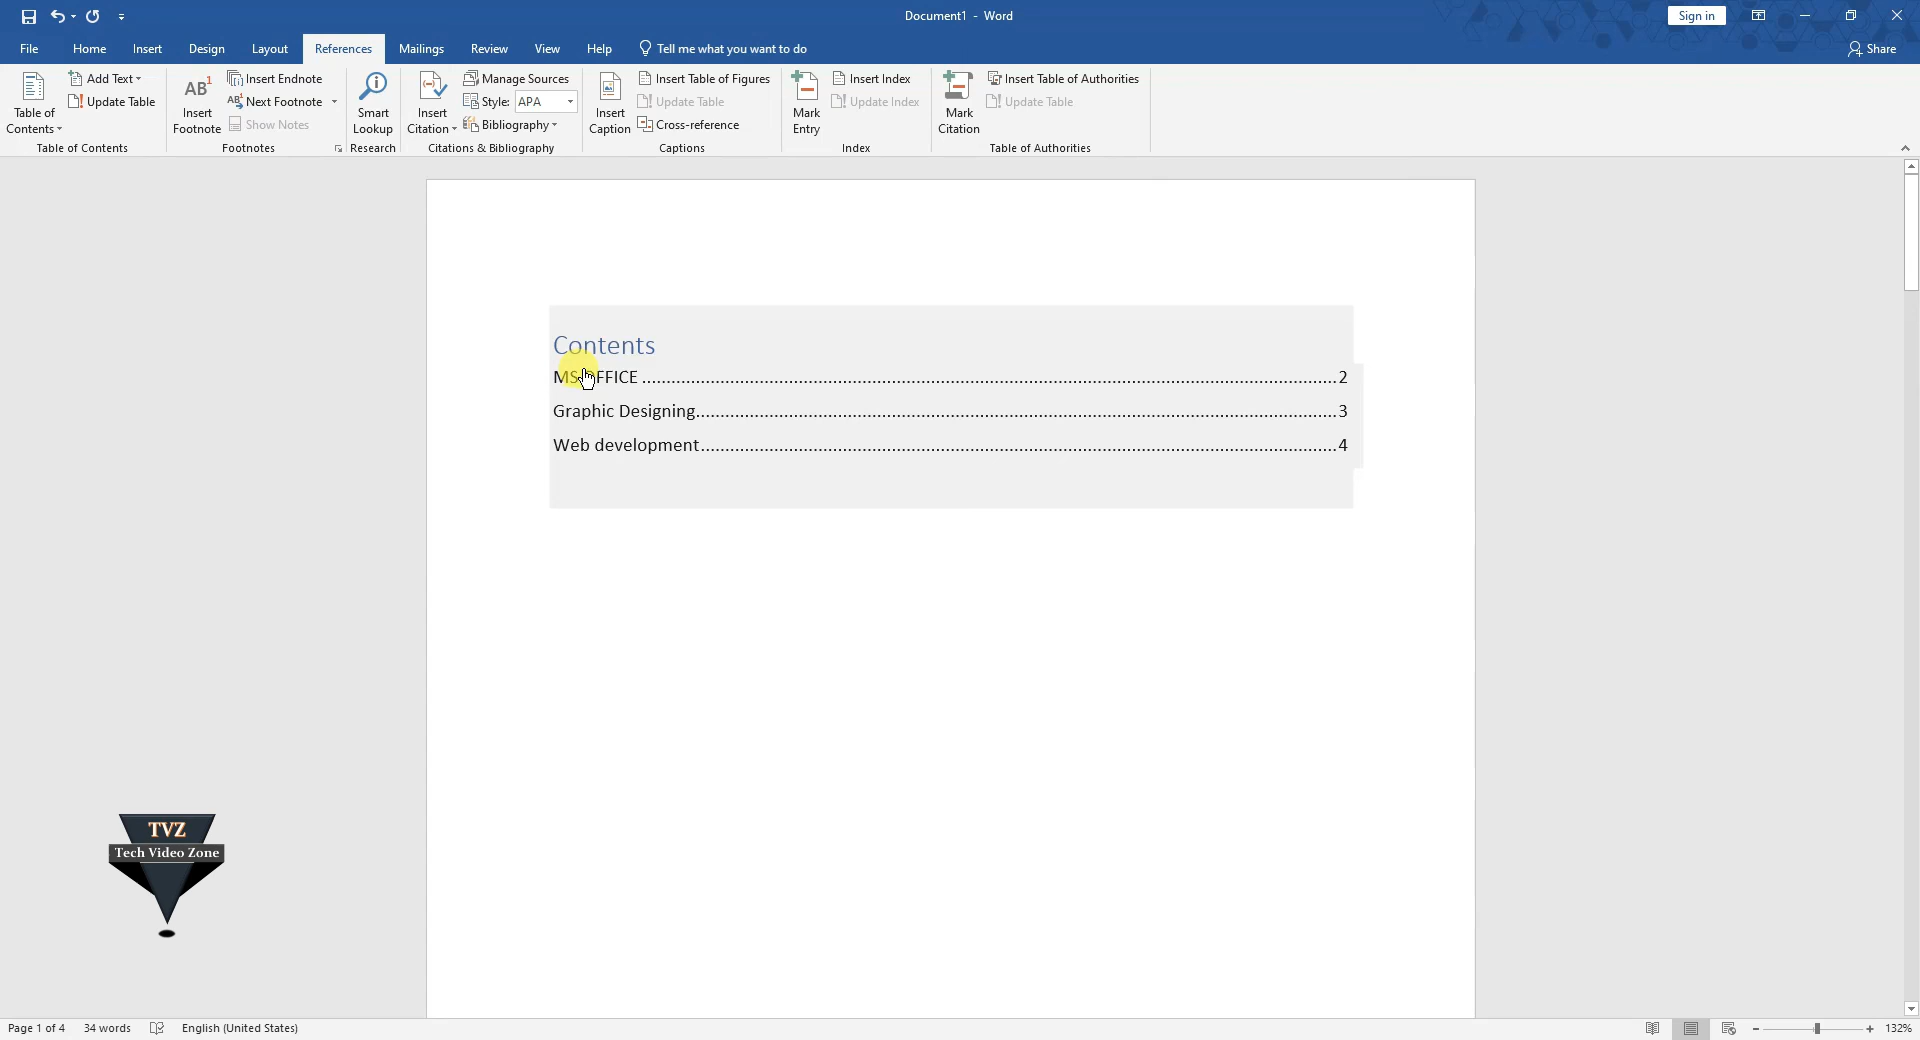 Document1 - Word
Sign in
File Home Insert Design Layout References Mailings Review View Help Tell me what you want to do Share
Table of Contents
Add Text
Update Table
Table of Contents
AB1
Insert Footnote
Insert Endnote
Next Footnote
Show Notes
Footnotes
Smart Lookup
Research
Insert Citation
Manage Sources
Style: APA
Bibliography
Citations & Bibliography
Insert Caption
Insert Table of Figures
Update Table
Cross-reference
Captions
Mark Entry
Insert Index
Update Index
Index
Mark Citation
Insert Table of Authorities
Update Table
Table of Authorities
Contents
MS OFFICE ........ 2
Graphic Designing........ 3
Web development........ 4
TVZ
Tech Video Zone
Page 1 of 4 34 words English (United States) 132%